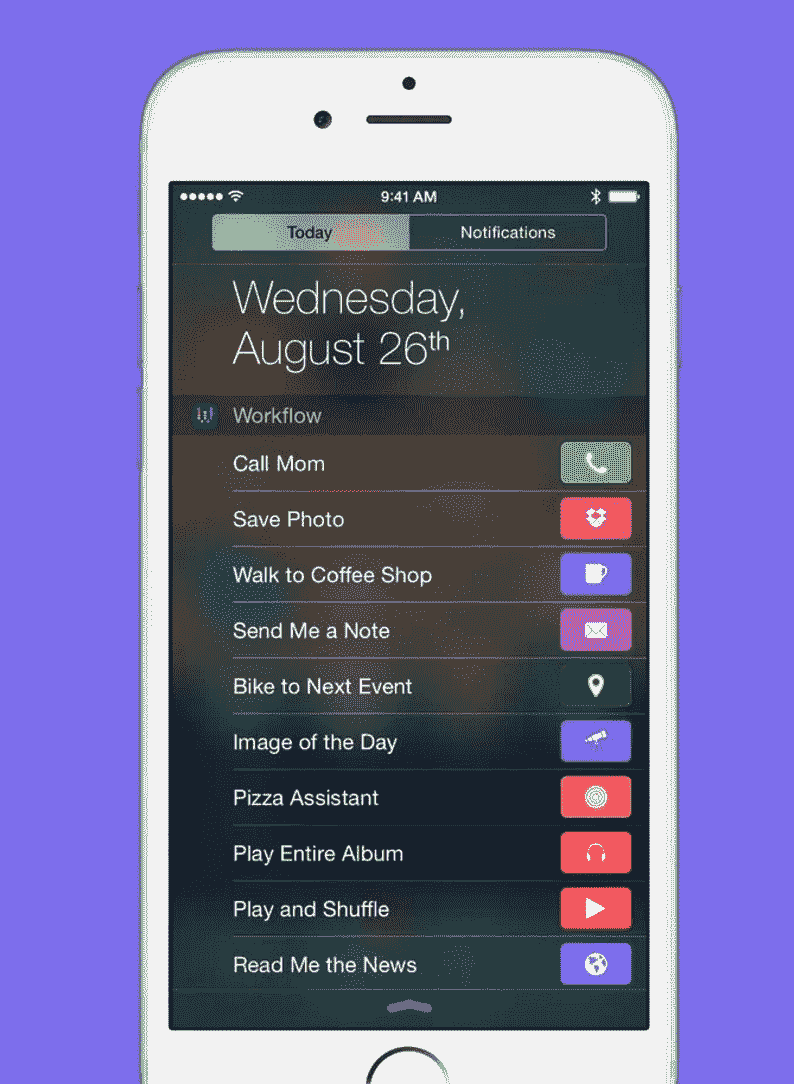 9:41 AM
Today
Notifications
Wednesday,
August 26th
Workflow
Call Mom
Save Photo
Walk to Coffee Shop
Send Me a Note
Bike to Next Event
Image of the Day
Pizza Assistant
Play Entire Album
Play and Shuffle
Read Me the News